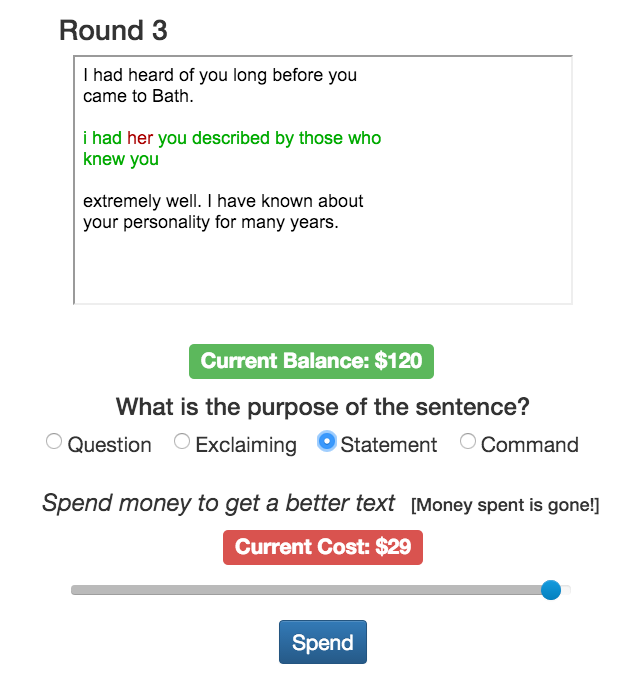 Round 3
I had heard of you long before you
came to Bath.
i had her you described by those who
knew you
extremely well. I have known about
your personality for many years.
Current Balance: $120
What is the purpose of the sentence?
Question Exclaiming Statement Command
Spend money to get a better text [Money spent is gone!]
Current Cost: $29
Spend